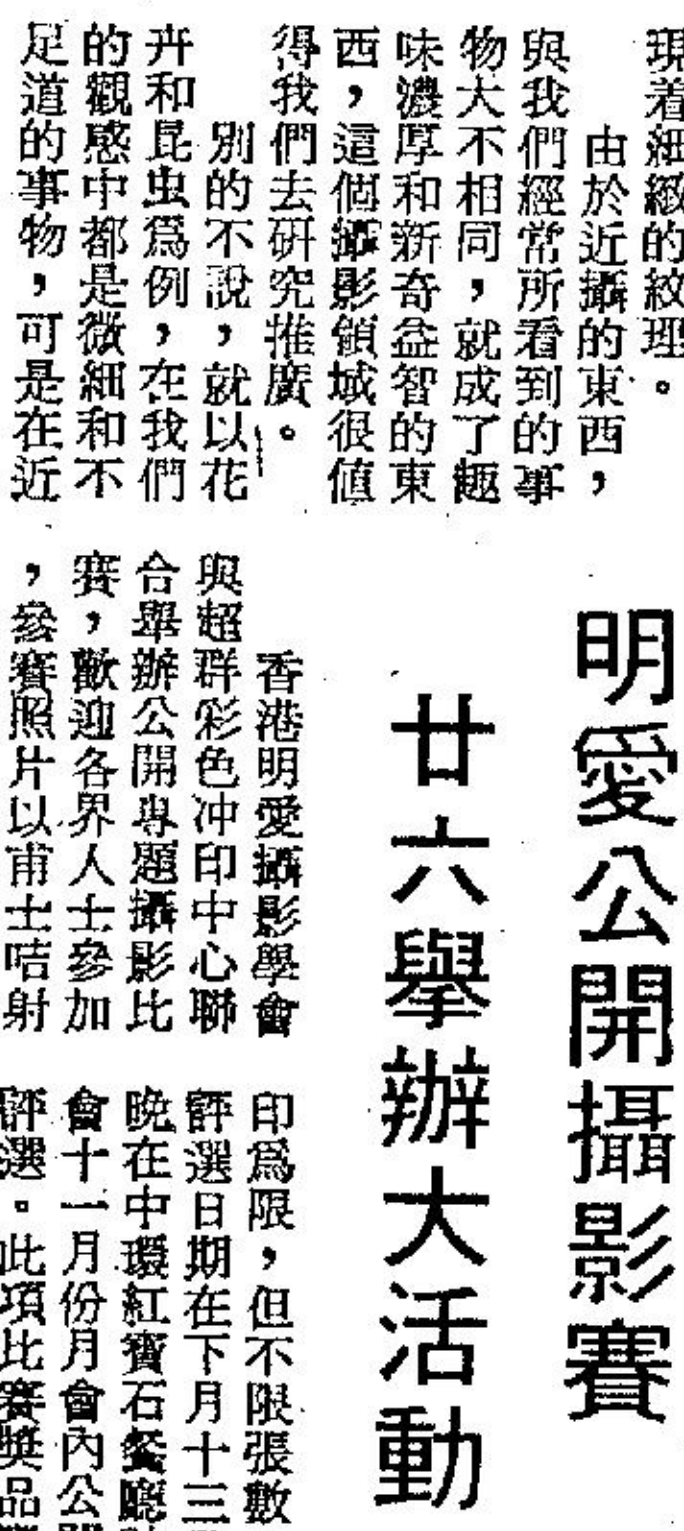 現着細緻的紋理。
由於近攝的東西，
與我們經常所看到的事
物大不相同，就成了趣
味濃厚和新奇益智的東
西，這個攝影領域很值
得我們去研究推廣。
別的不說，就以花
卉和昆虫爲例，在我們
的觀感中都是微細和不
足道的事物，可是在近
明愛公開攝影賽
廿六舉辦大活動
香港明愛攝影學會
與超群彩色冲印中心聯
合舉辦公開專題攝影比
賽，歡迎各界人士參加
，參賽照片以甫士咭射
印爲限，但不限張數
評選日期在下月十三
晚在中環紅寶石餐廳
會十一月份月會內公
評選。此項比賽獎品